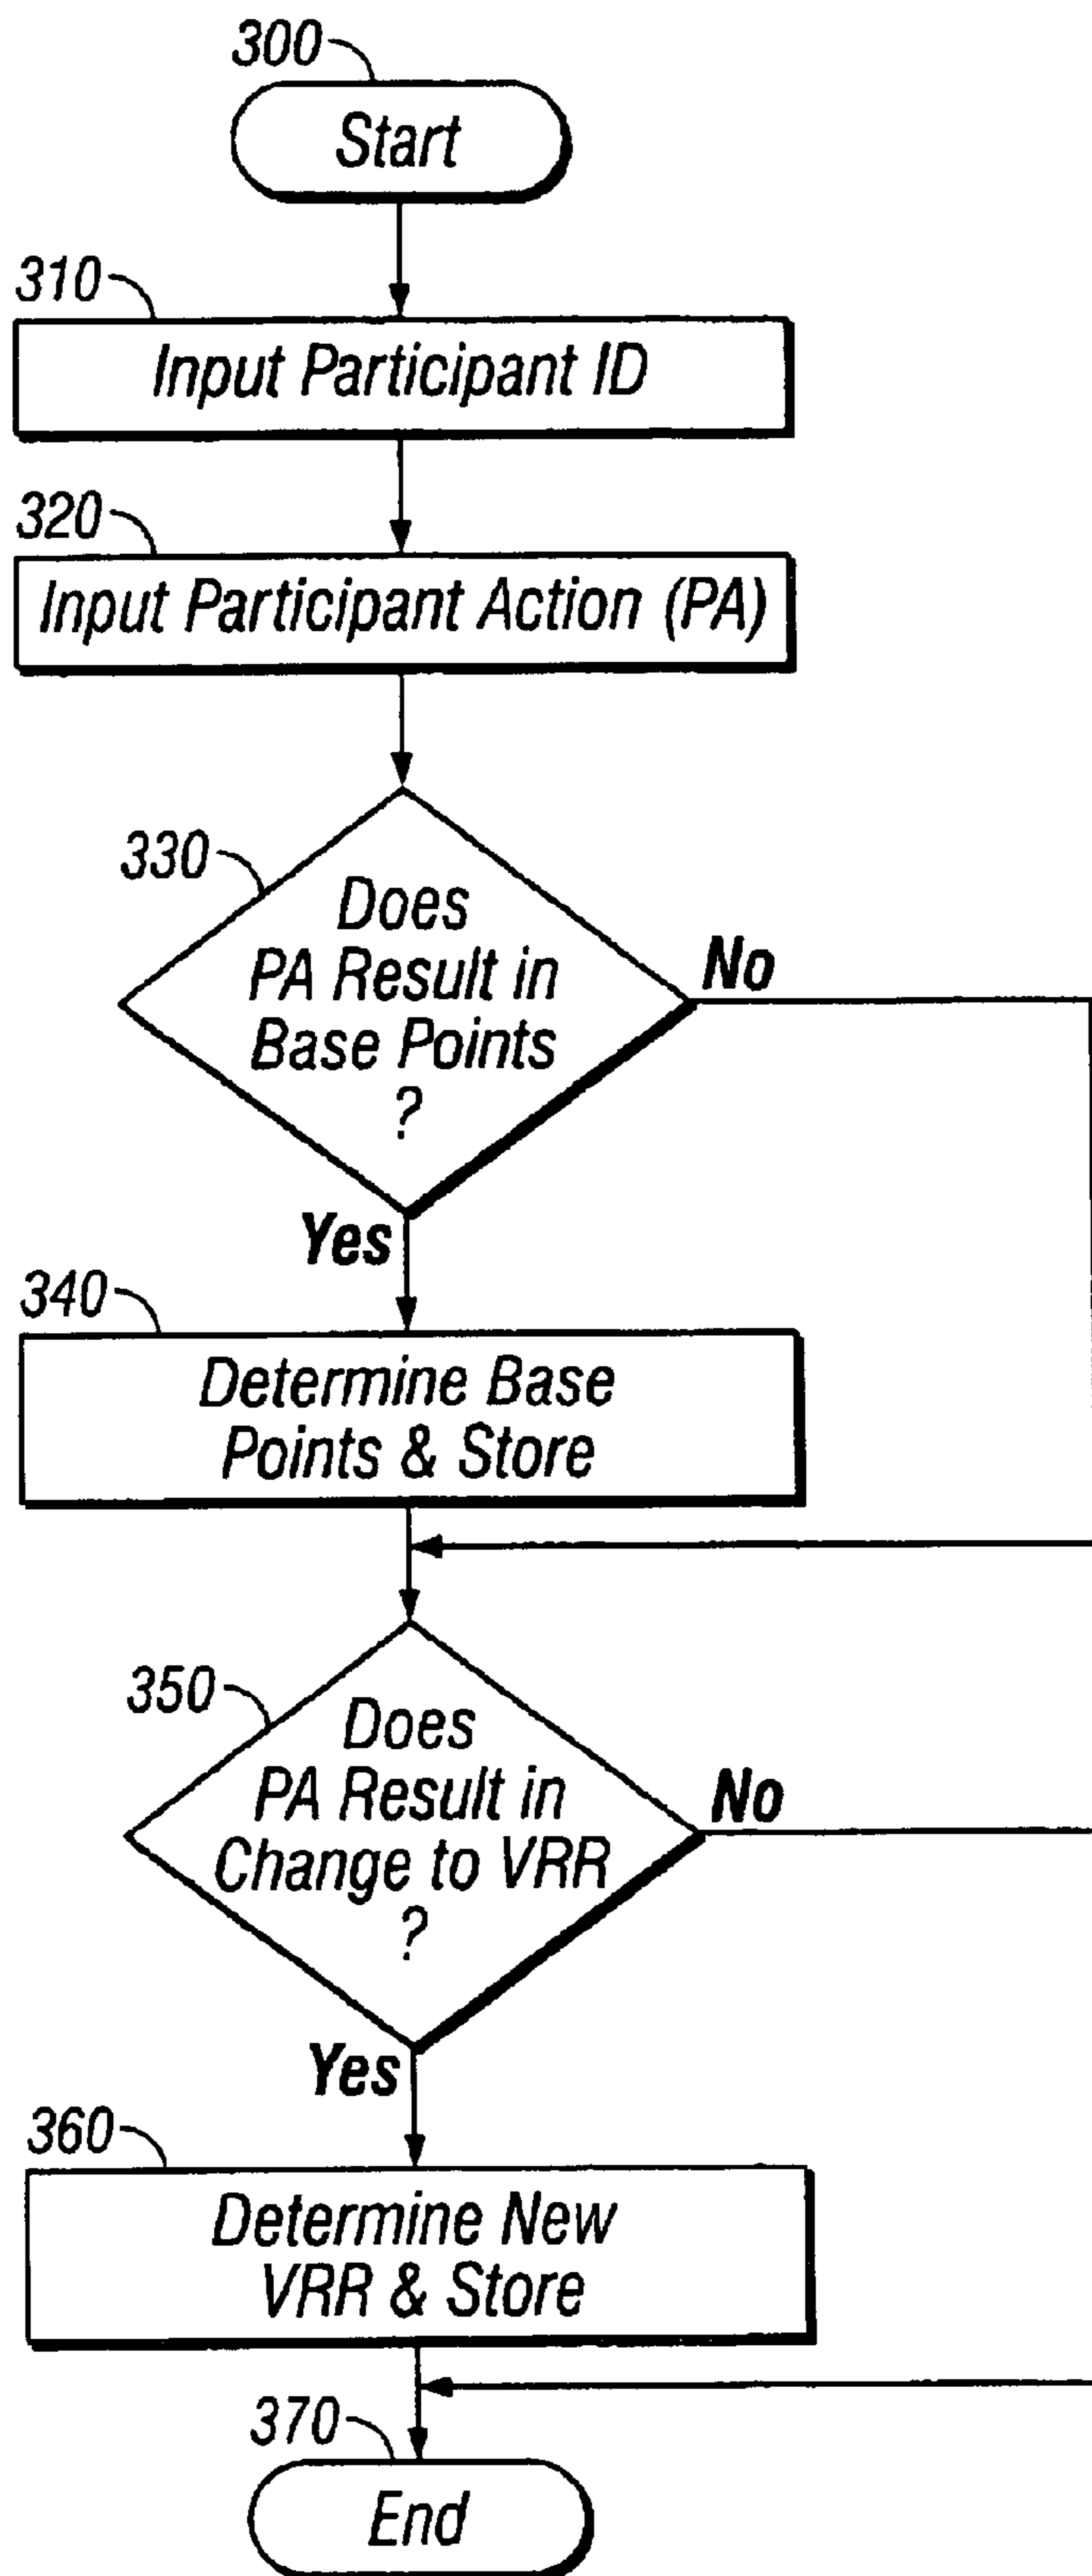 300
Start
310
Input Participant ID
320
Input Participant Action (PA)
330
Does
PA Result in
Base Points
?
No
Yes
340
Determine Base
Points & Store
350
Does
PA Result in
Change to VRR
?
No
Yes
360
Determine New
VRR & Store
370
End